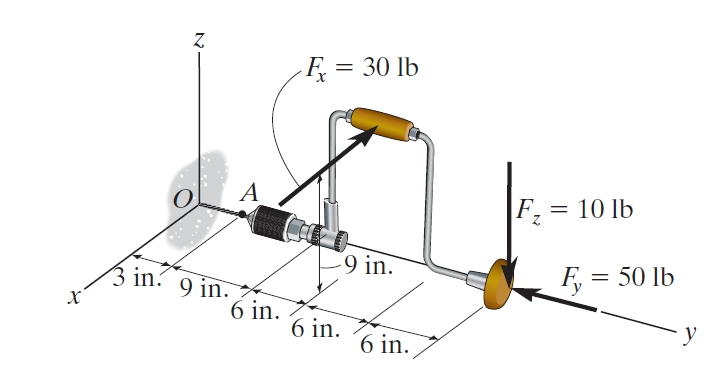 z
Fₓ = 30 lb
O
A
F_z = 10 lb
9 in.
F_y = 50 lb
x
3 in.
9 in.
6 in.
6 in.
6 in.
y